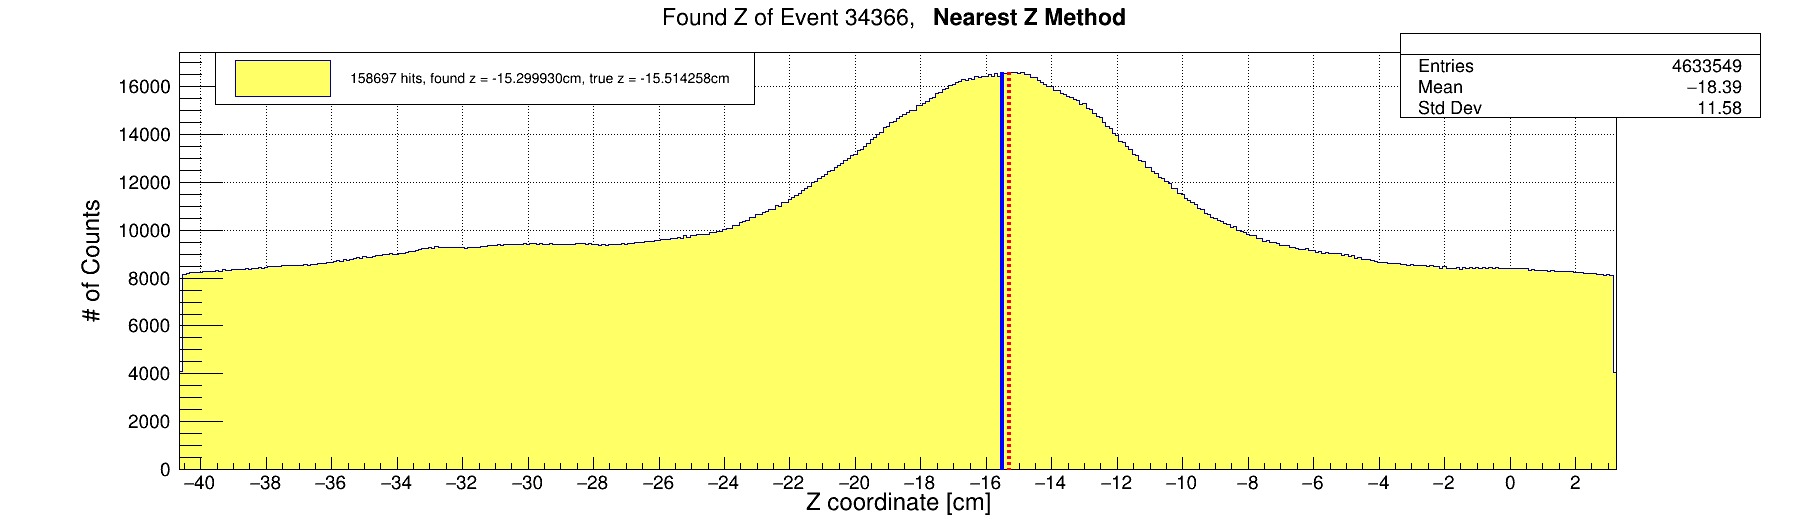 Found Z of Event 34366, Nearest Z Method
158697 hits, found z = -15.299930cm, true z = -15.514258cm
Entries 4633549
Mean −18.39
Std Dev 11.58
# of Counts
16000
14000
12000
10000
8000
6000
4000
2000
0
−40 −38 −36 −34 −32 −30 −28 −26 −24 −22 −20 −18 −16 −14 −12 −10 −8 −6 −4 −2 0 2
Z coordinate [cm]